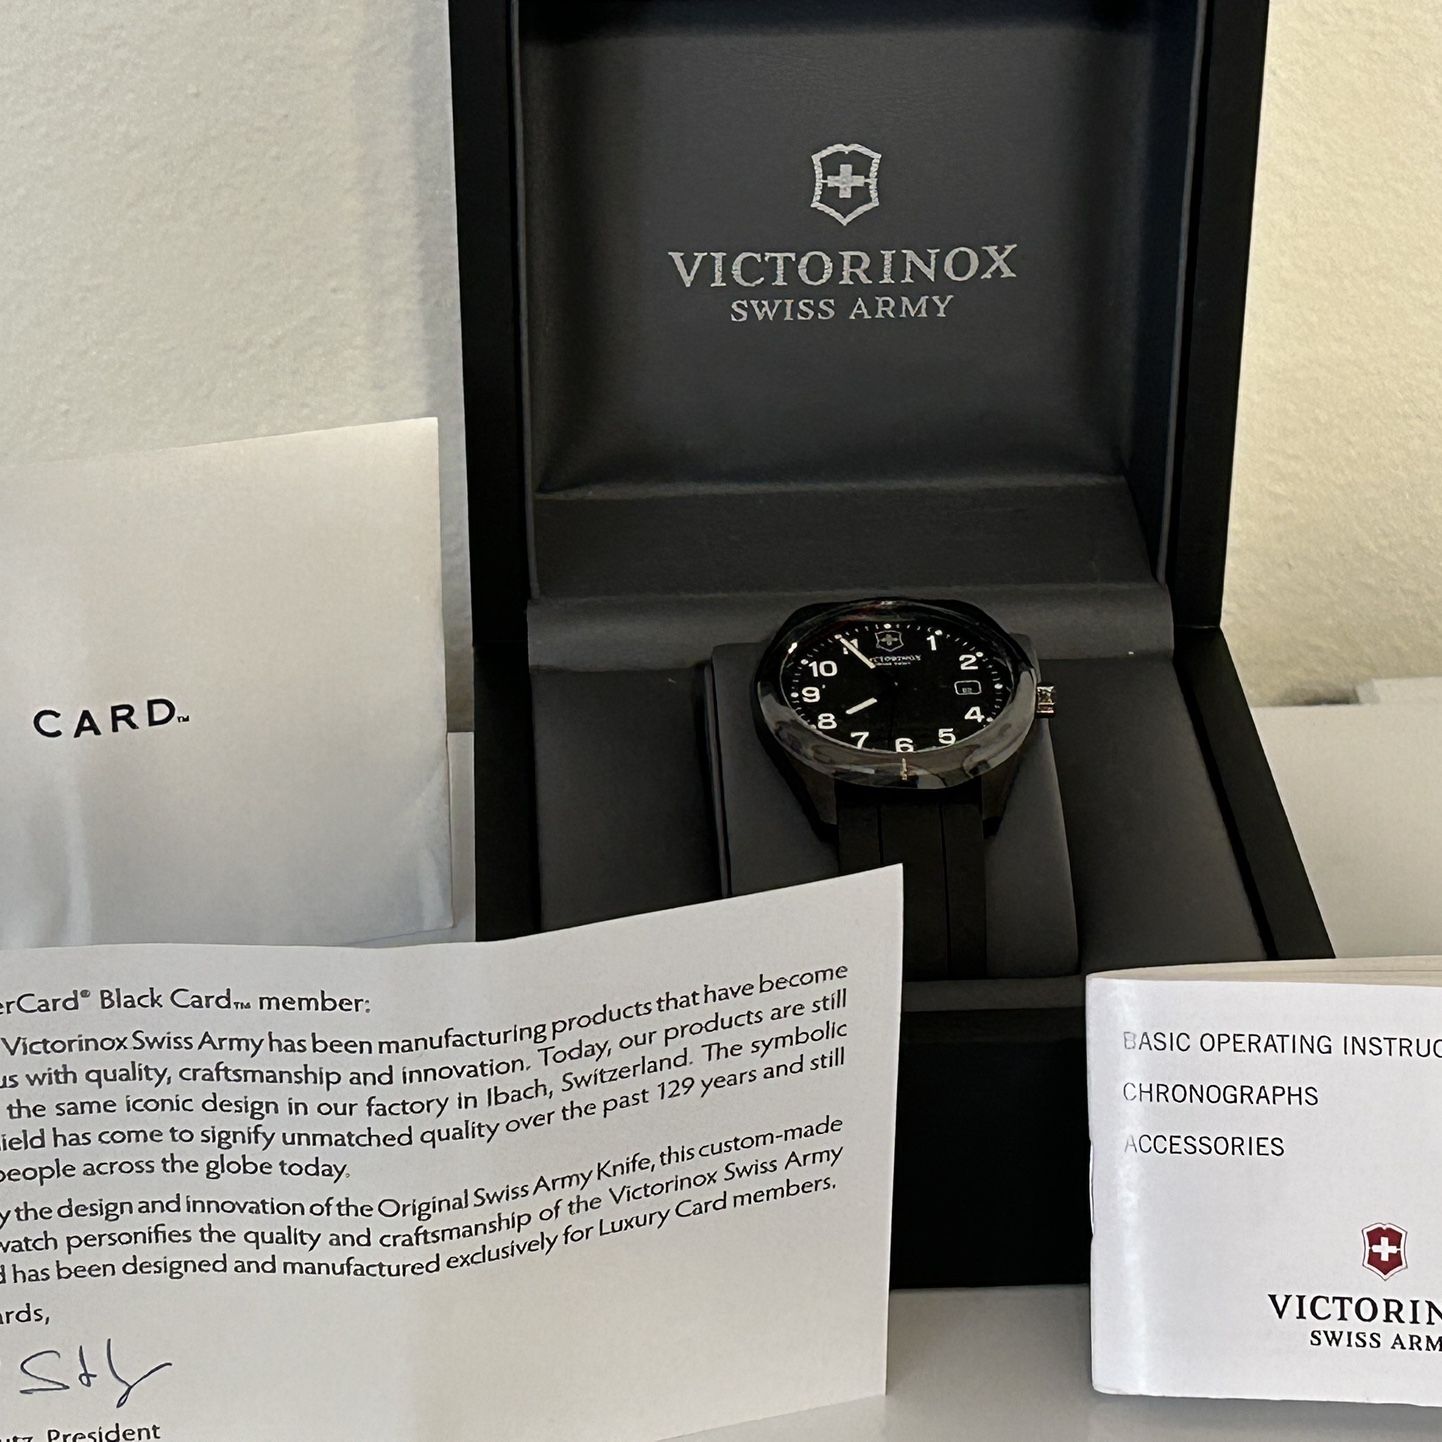 VICTORINOX
SWISS ARMY
11
1
10
2
9
8
4
7
6
5
VICTORINOX
CARD™
erCard® Black Card™ member:
Victorinox Swiss Army has been manufacturing products that have become
us with quality, craftsmanship and innovation. Today, our products are still
the same iconic design in our factory in Ibach, Switzerland. The symbolic
ield has come to signify unmatched quality over the past 129 years and still
people across the globe today.
y the design and innovation of the Original Swiss Army Knife, this custom-made
watch personifies the quality and craftsmanship of the Victorinox Swiss Army
d has been designed and manufactured exclusively for Luxury Card members.
ards,
utz, President
BASIC OPERATING INSTRUC
CHRONOGRAPHS
ACCESSORIES
VICTORIN
SWISS ARM